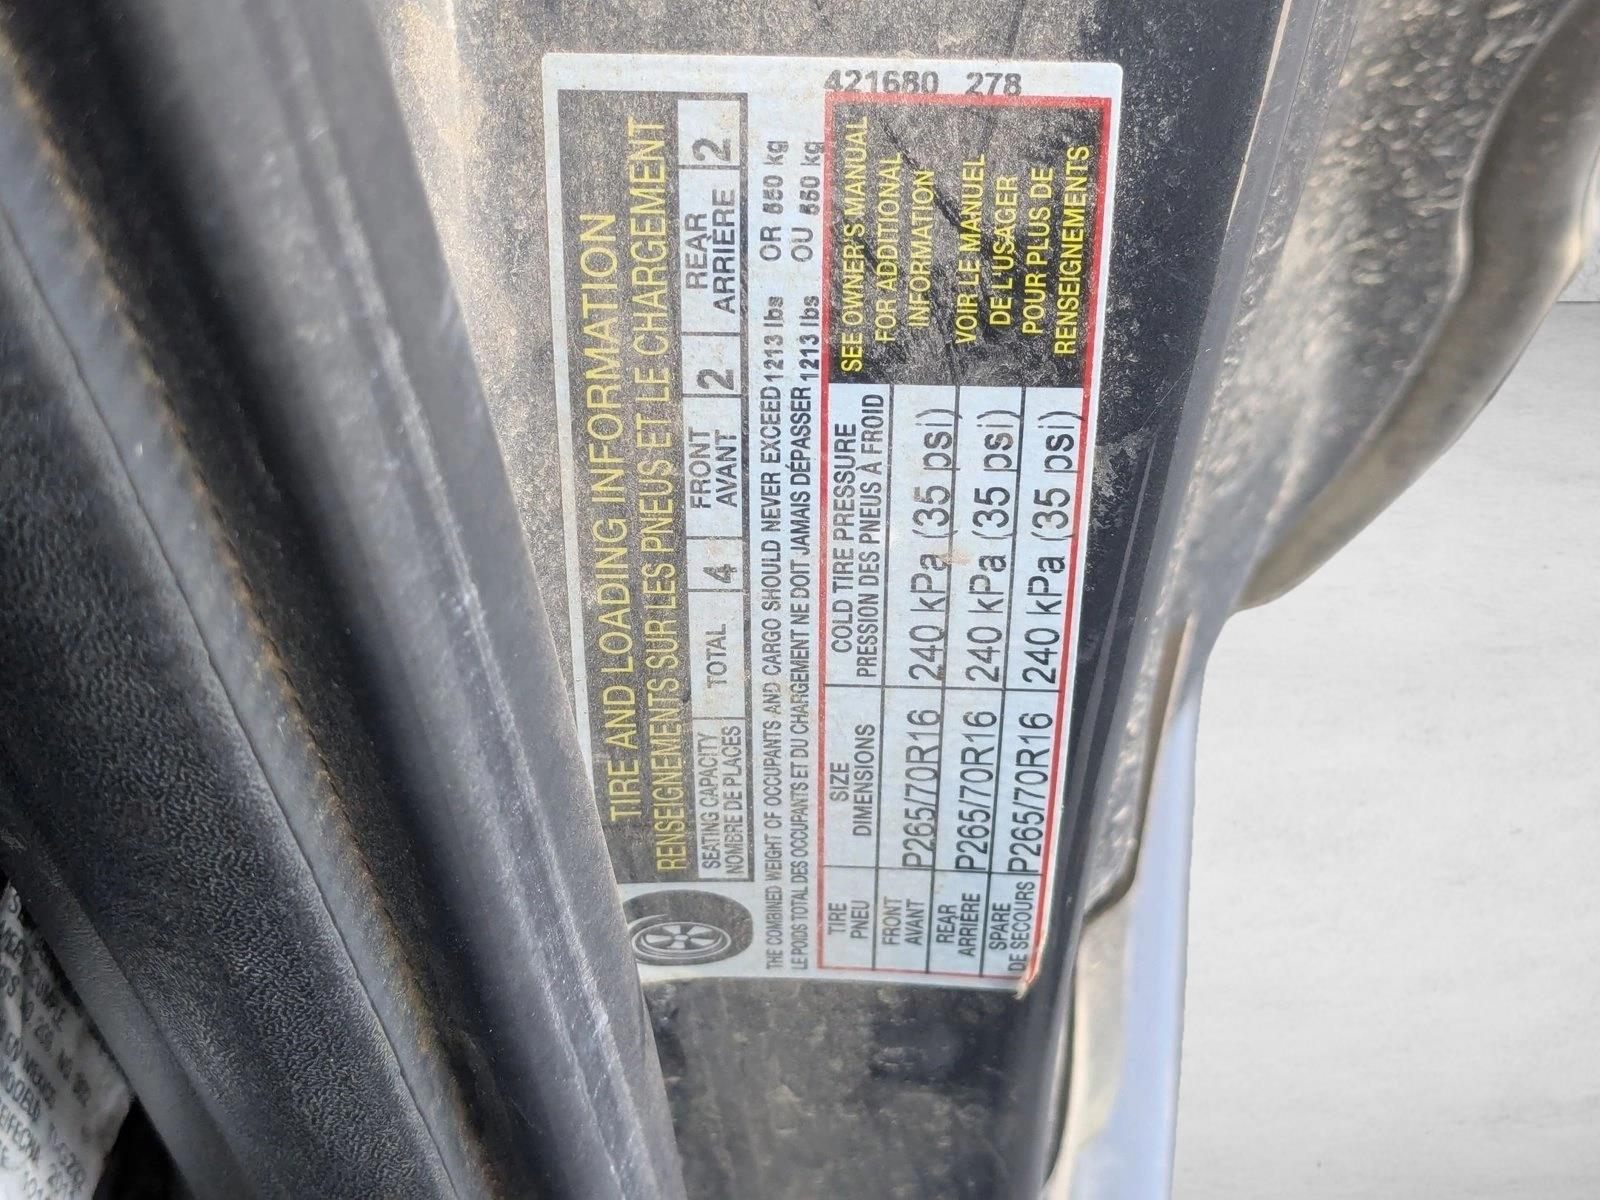 421680 278
TIRE AND LOADING INFORMATION
RENSEIGNEMENTS SUR LES PNEUS ET LE CHARGEMENT
SEATING CAPACITY
NOMBRE DE PLACES
TOTAL 4
FRONT
AVANT
2
REAR
ARRIÈRE
2
THE COMBINED WEIGHT OF OCCUPANTS AND CARGO SHOULD NEVER EXCEED 1213 lbs OR 550 kg
LE POIDS TOTAL DES OCCUPANTS ET DU CHARGEMENT NE DOIT JAMAIS DÉPASSER 1213 lbs OU 550 kg
TIRE
PNEU
SIZE
DIMENSIONS
COLD TIRE PRESSURE
PRESSION DES PNEUS À FROID
FRONT
AVANT
P265/70R16
240 kPa (35 psi)
REAR
ARRIÈRE
P265/70R16
240 kPa (35 psi)
SPARE
DE SECOURS
P265/70R16
240 kPa (35 psi)
SEE OWNER'S MANUAL
FOR ADDITIONAL
INFORMATION
VOIR LE MANUEL
DE L'USAGER
POUR PLUS DE
RENSEIGNEMENTS